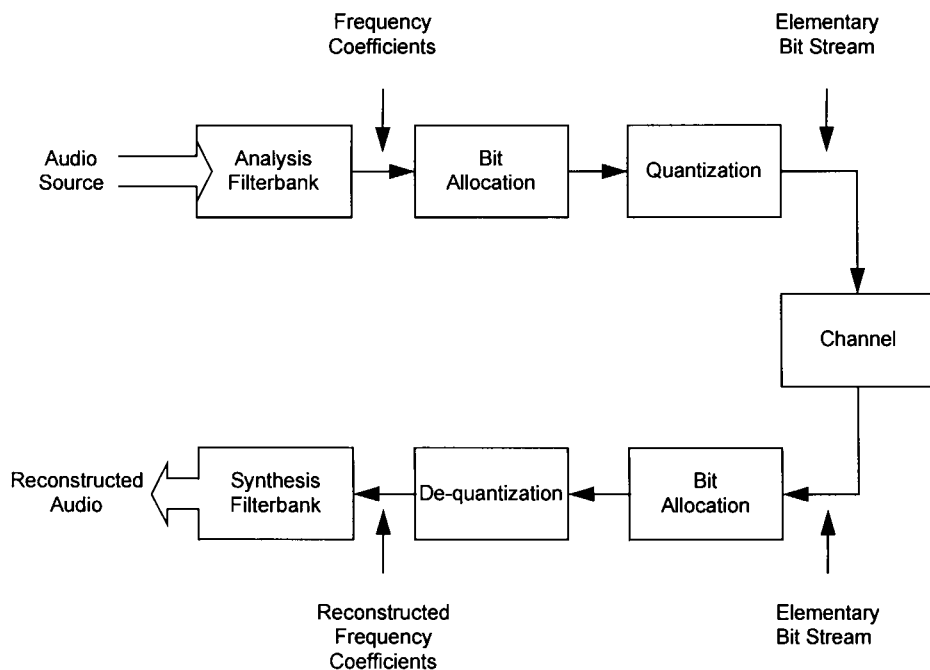 Frequency
Coefficients
Elementary
Bit Stream
Audio
Source
Analysis
Filterbank
Bit
Allocation
Quantization
Channel
Reconstructed
Audio
Synthesis
Filterbank
De-quantization
Bit
Allocation
Reconstructed
Frequency
Coefficients
Elementary
Bit Stream